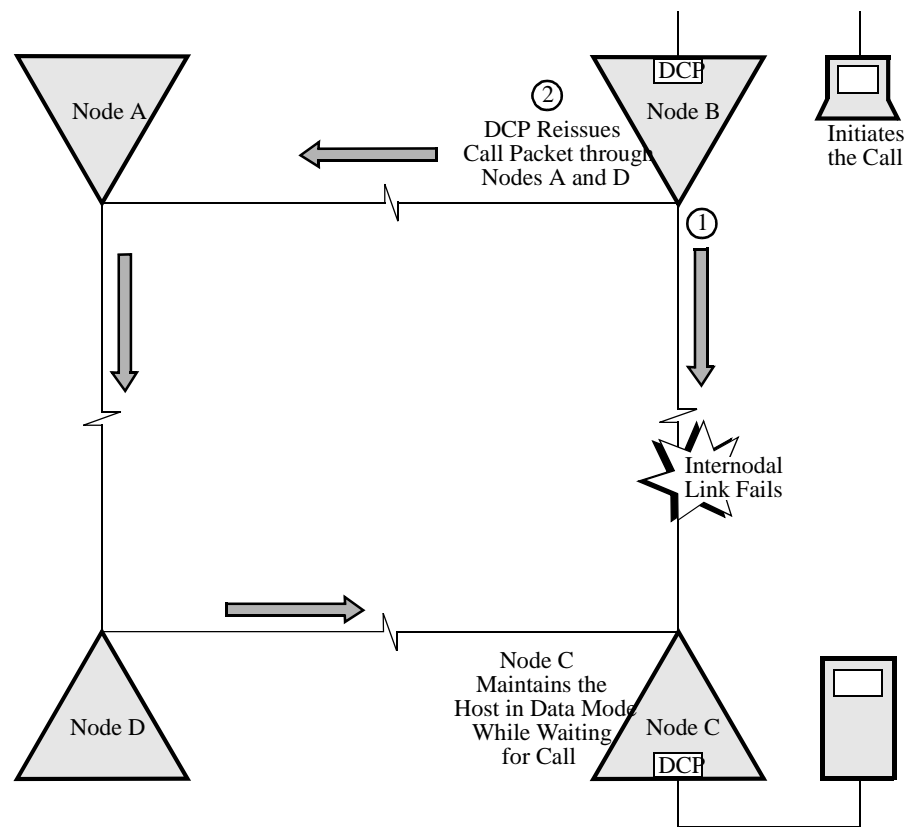 DCP
Node A
Node B
2
DCP Reissues
Call Packet through
Nodes A and D
Initiates
the Call
1
Internodal
Link Fails
Node C
Maintains the
Host in Data Mode
While Waiting
for Call
Node D
Node C
DCP